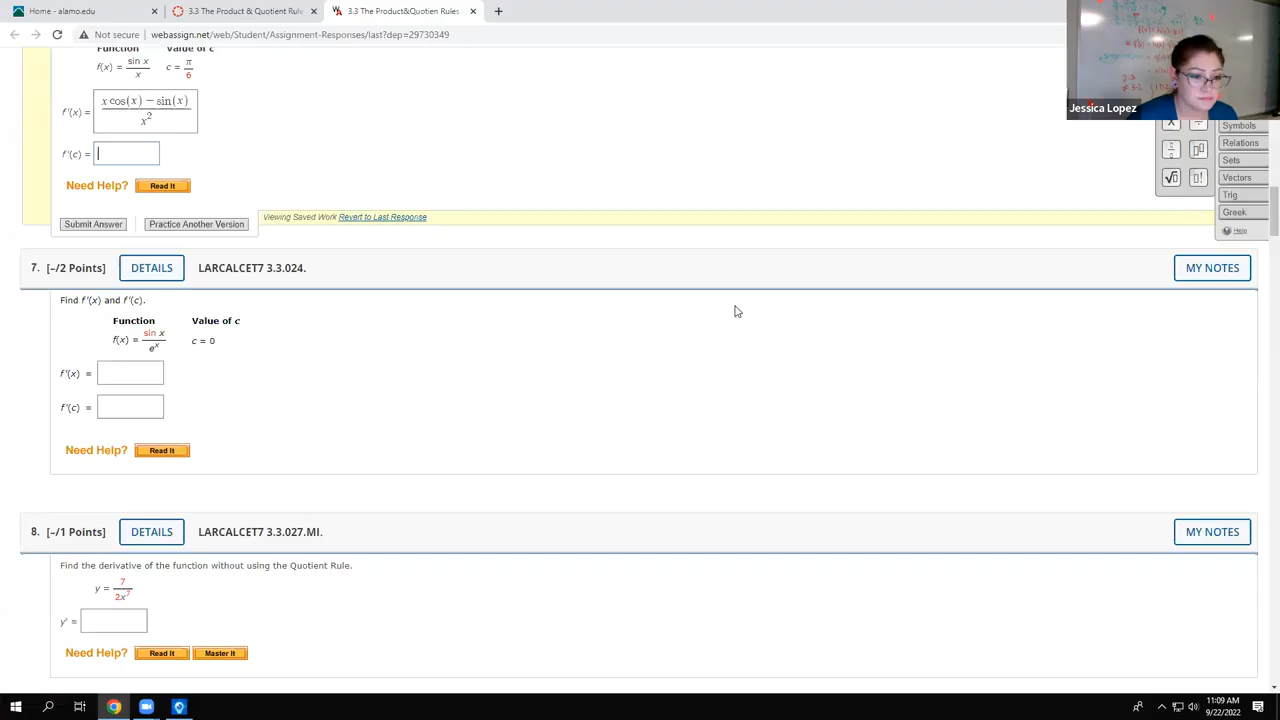 Home - alamo.edu
3.3 The Product & Quotient Rule
3.3 The Product&Quotien Rules
Not secure
webassign.net/web/Student/Assignment-Responses/last?dep=29730349
Jessica Lopez
Function Value of c
f(x) = sin x / x c = π / 6
f'(x) = x cos(x) − sin(x) / x²
f'(c) =
Need Help? Read It
Submit Answer Practice Another Version Viewing Saved Work Revert to Last Response
Symbols
Relations
Sets
Vectors
Trig
Greek
Help
7. [–/2 Points] DETAILS LARCALCET7 3.3.024. MY NOTES
Find f'(x) and f'(c).
Function Value of c
f(x) = sin x / eˣ c = 0
f'(x) =
f'(c) =
Need Help? Read It
8. [–/1 Points] DETAILS LARCALCET7 3.3.027.MI. MY NOTES
Find the derivative of the function without using the Quotient Rule.
y = 7 / 2x⁷
y' =
Need Help? Read It Master It
11:09 AM
9/22/2022